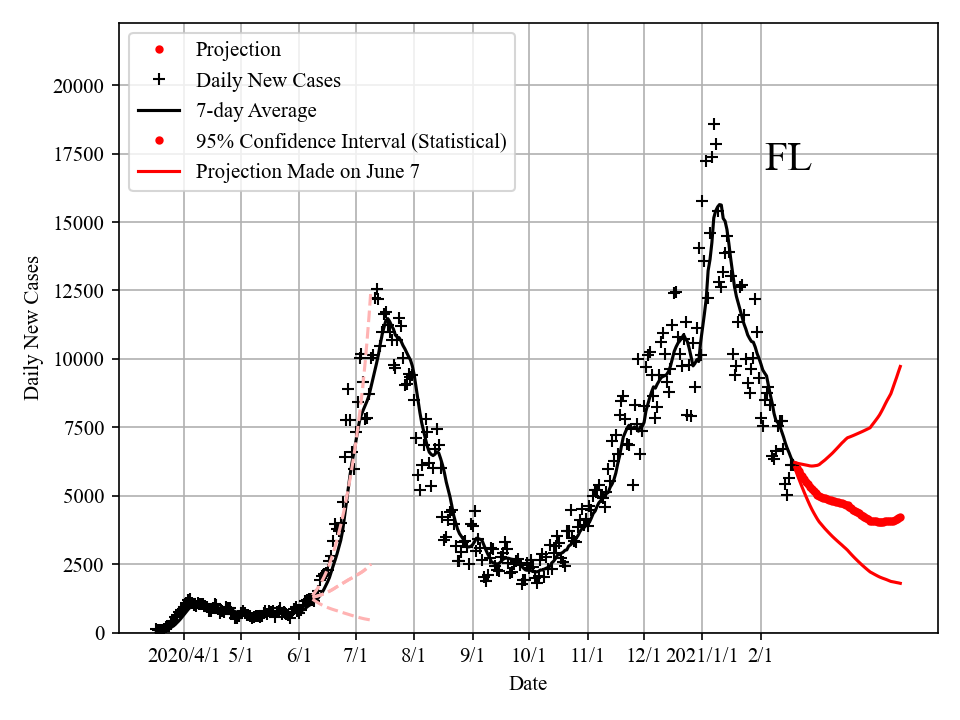 Projection
Daily New Cases
7-day Average
95% Confidence Interval (Statistical)
Projection Made on June 7
FL
Daily New Cases
20000
17500
15000
12500
10000
7500
5000
2500
0
2020/4/1 5/1 6/1 7/1 8/1 9/1 10/1 11/1 12/1 2021/1/1 2/1
Date